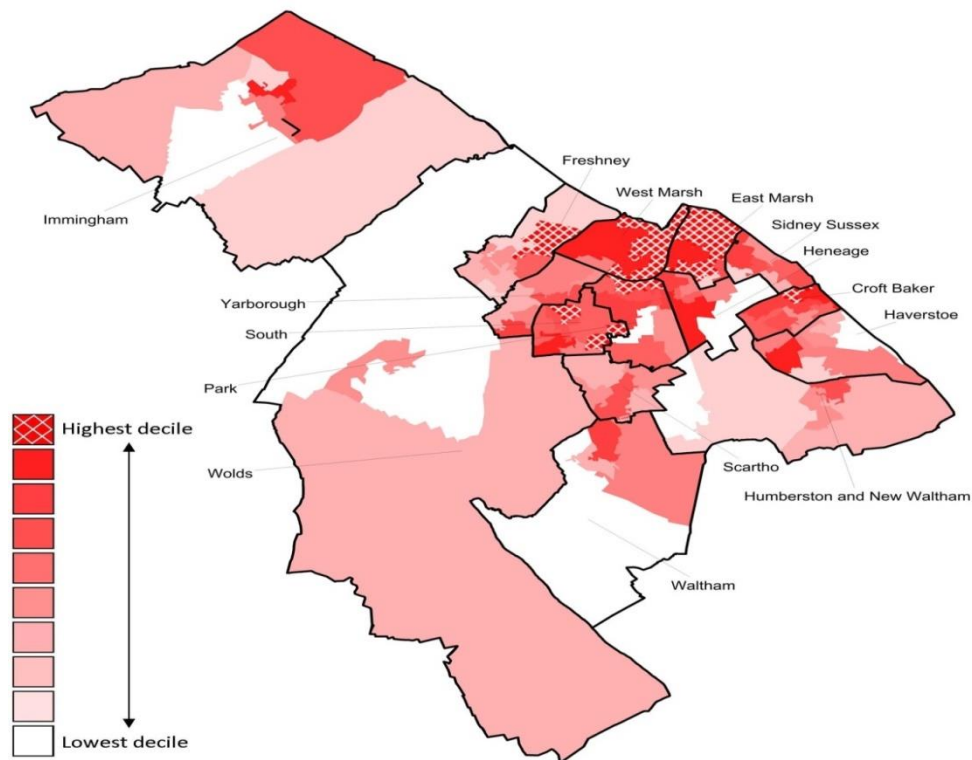 Freshney
West Marsh
East Marsh
Sidney Sussex
Heneage
Immingham
Croft Baker
Yarborough
Haverstoe
South
Park
Highest decile
Wolds
Scartho
Humberston and New Waltham
Waltham
Lowest decile